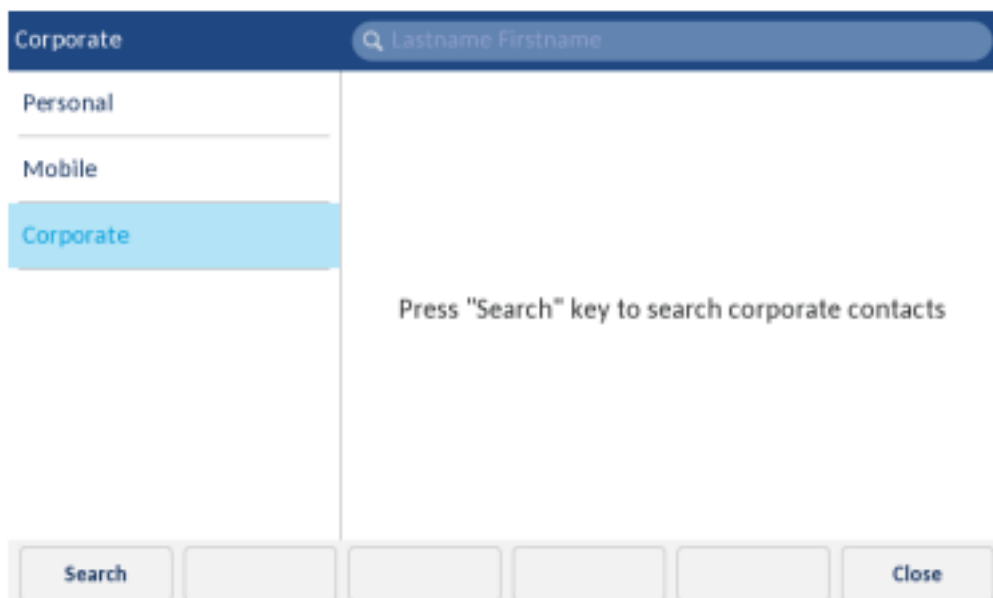 Corporate
Lastname Firstname
Personal
Mobile
Corporate
Press "Search" key to search corporate contacts
Search
Close